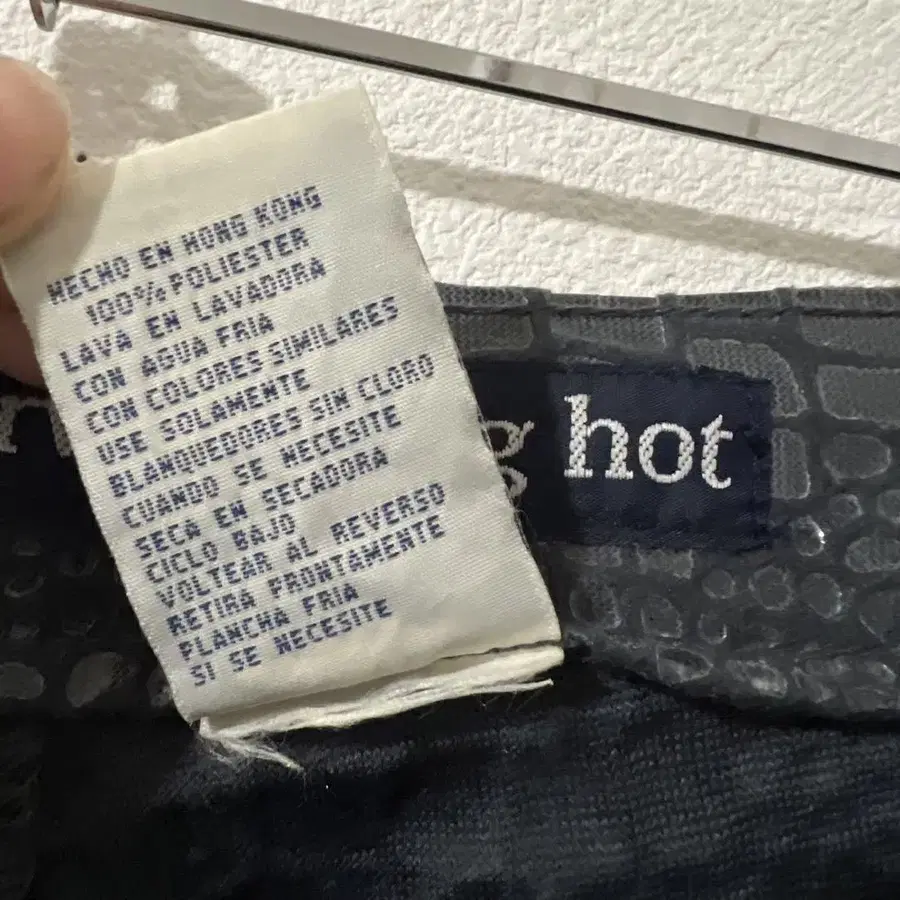 HECHO EN HONG KONG
100% POLIESTER
LAVA EN LAVADORA
CON AGUA FRIA
CON COLORES SIMILARES
USE SOLAMENTE
BLANQUEDORES SIN CLORO
CUANDO SE NECESITE
SECA EN SECADORA
CICLO BAJO
VOLTEAR AL REVERSO
RETIRA PRONTAMENTE
PLANCHA FRIA
SI SE NECESITE
hot